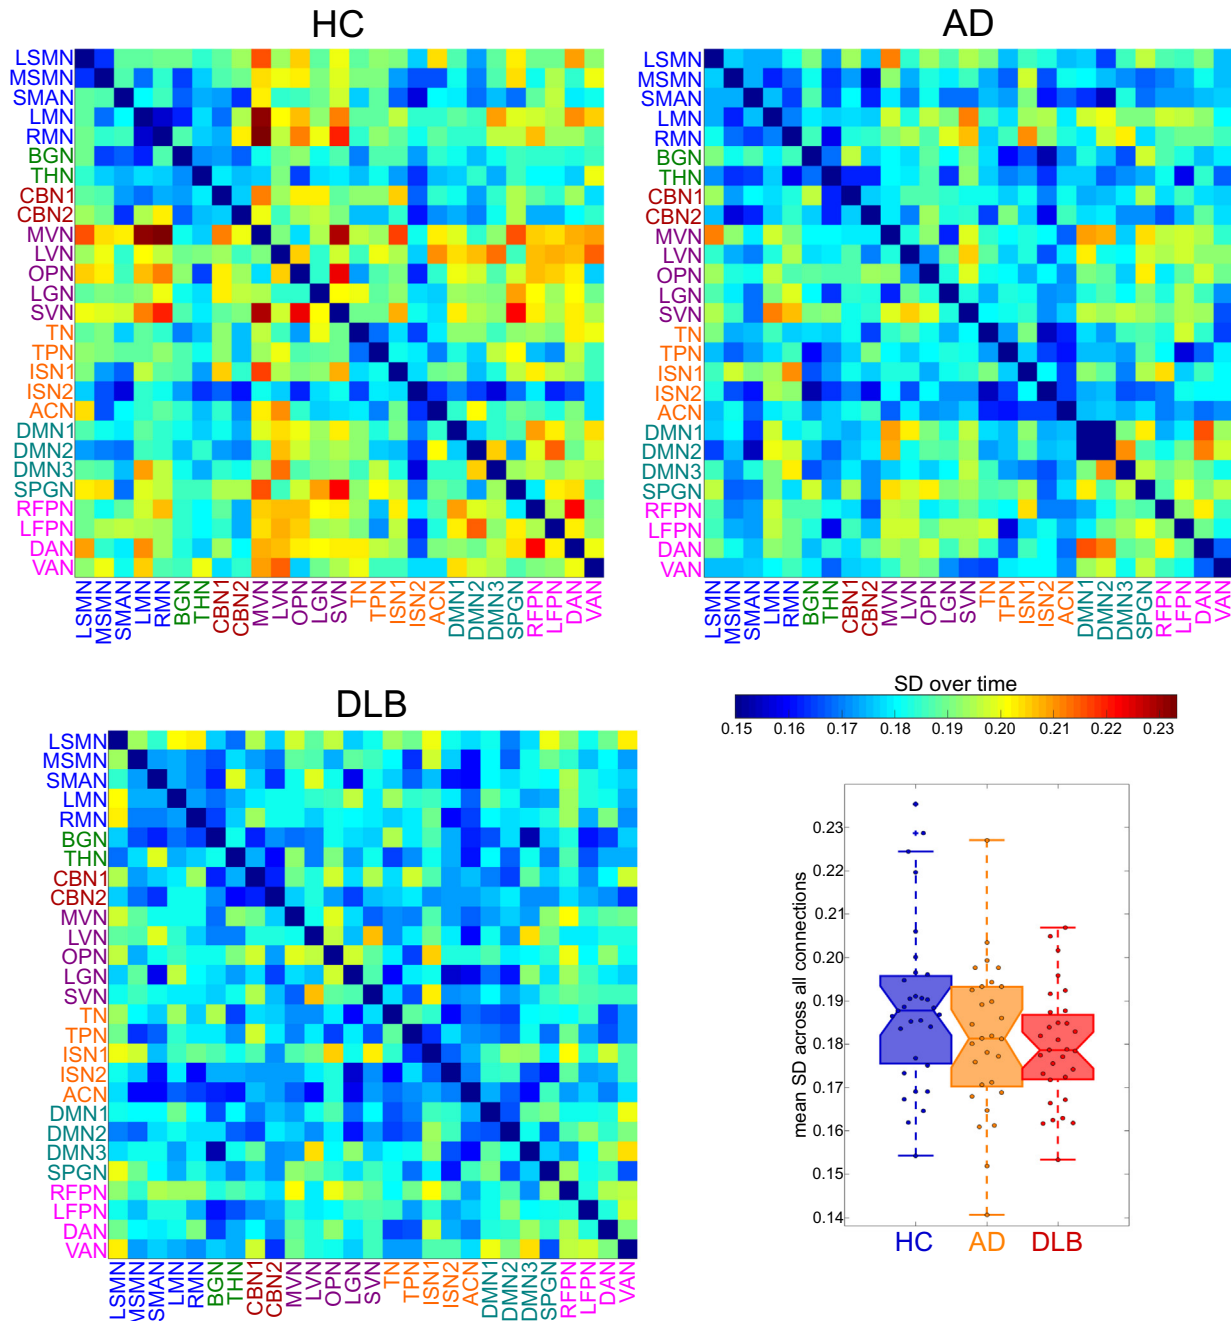 HC
LSMN
MSMN
SMAN
LMN
RMN
BGN
THN
CBN1
CBN2
MVN
LVN
OPN
LGN
SVN
TN
TPN
ISN1
ISN2
ACN
DMN1
DMN2
DMN3
SPGN
RFPN
LFPN
DAN
VAN
LSMN MSMN SMAN LMN RMN BGN THN CBN1 CBN2 MVN LVN OPN LGN SVN TN TPN ISN1 ISN2 ACN DMN1 DMN2 DMN3 SPGN RFPN LFPN DAN VAN
AD
LSMN
MSMN
SMAN
LMN
RMN
BGN
THN
CBN1
CBN2
MVN
LVN
OPN
LGN
SVN
TN
TPN
ISN1
ISN2
ACN
DMN1
DMN2
DMN3
SPGN
RFPN
LFPN
DAN
VAN
LSMN MSMN SMAN LMN RMN BGN THN CBN1 CBN2 MVN LVN OPN LGN SVN TN TPN ISN1 ISN2 ACN DMN1 DMN2 DMN3 SPGN RFPN LFPN DAN VAN
DLB
LSMN
MSMN
SMAN
LMN
RMN
BGN
THN
CBN1
CBN2
MVN
LVN
OPN
LGN
SVN
TN
TPN
ISN1
ISN2
ACN
DMN1
DMN2
DMN3
SPGN
RFPN
LFPN
DAN
VAN
LSMN MSMN SMAN LMN RMN BGN THN CBN1 CBN2 MVN LVN OPN LGN SVN TN TPN ISN1 ISN2 ACN DMN1 DMN2 DMN3 SPGN RFPN LFPN DAN VAN
SD over time
0.15 0.16 0.17 0.18 0.19 0.20 0.21 0.22 0.23
mean SD across all connections
0.23
0.22
0.21
0.20
0.19
0.18
0.17
0.16
0.15
0.14
HC AD DLB